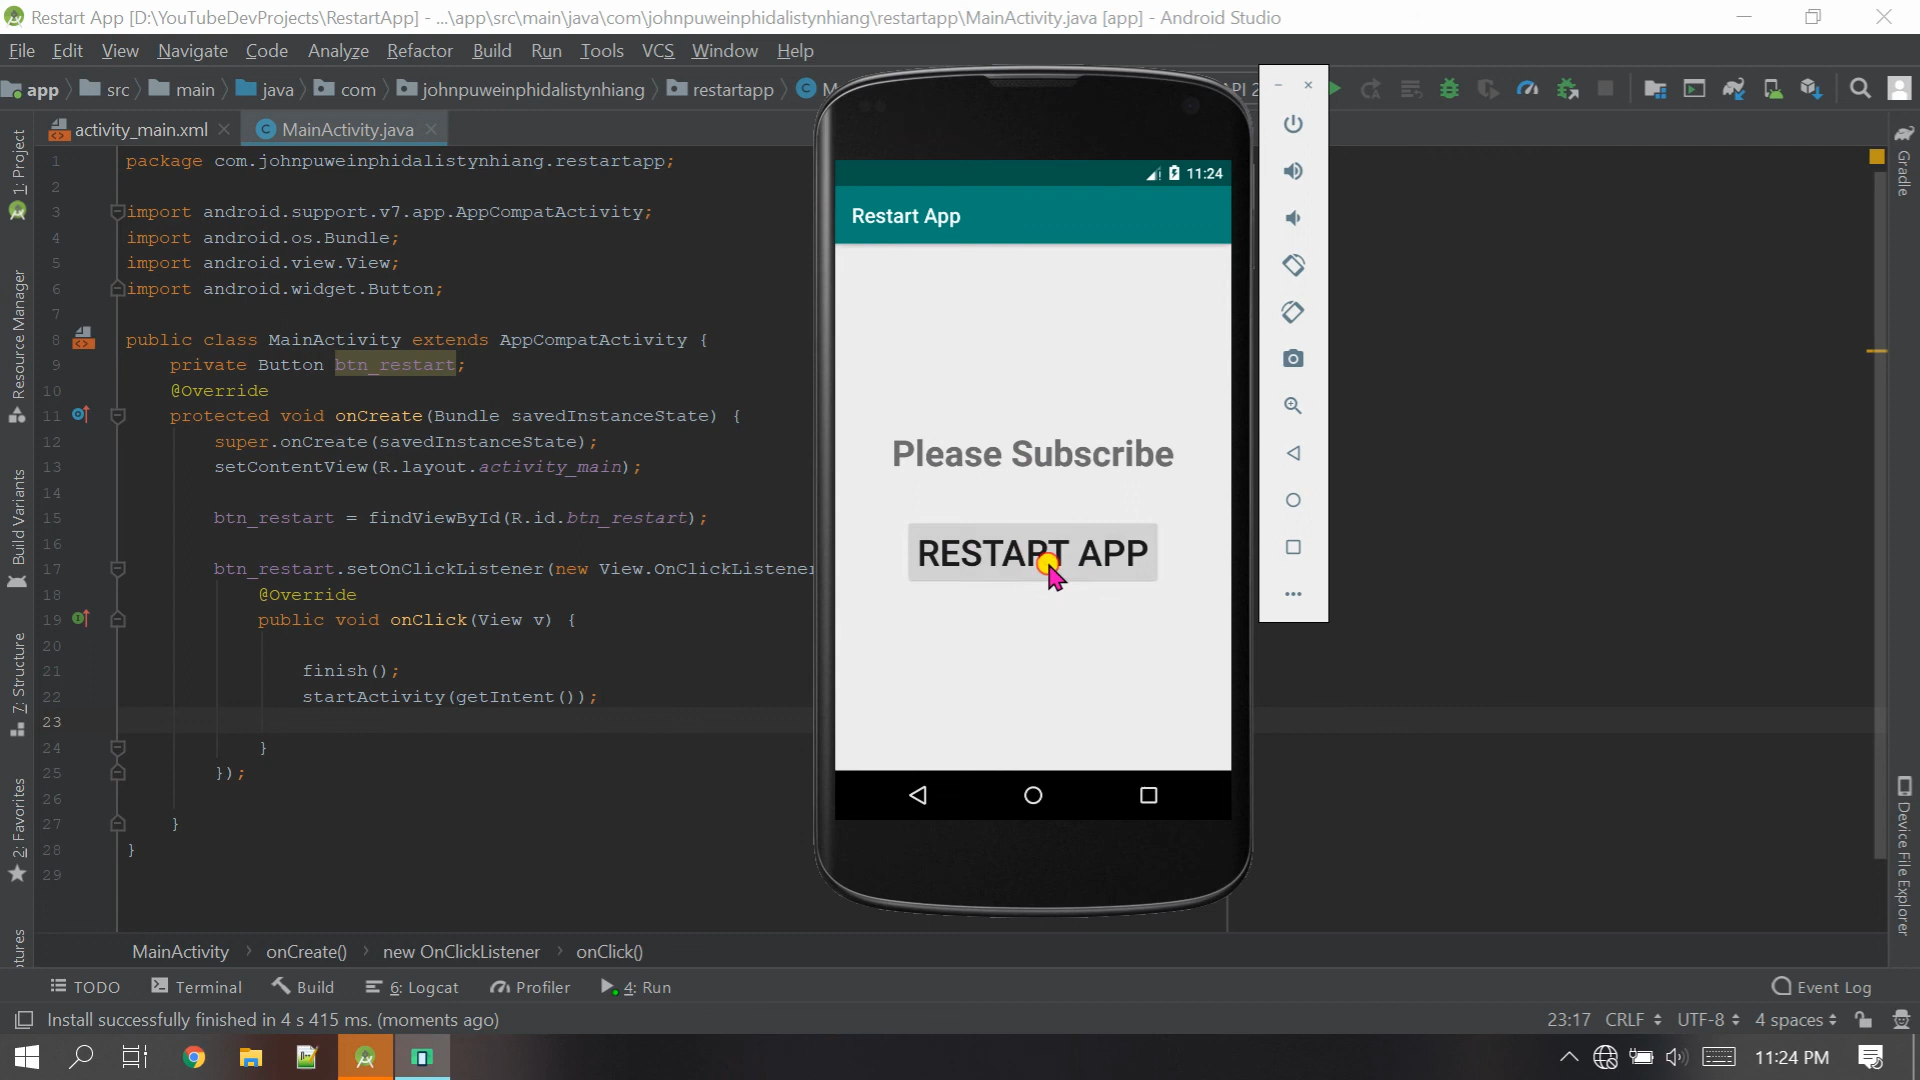 Restart App [D:\YouTubeDevProjects\RestartApp] - ...\app\src\main\java\com\johnpuweinphidalistynhiang\restartapp\MainActivity.java [app] - Android Studio
File Edit View Navigate Code Analyze Refactor Build Run Tools VCS Window Help
app src main java com johnpuweinphidalistynhiang restartapp
activity_main.xml MainActivity.java
1 package com.johnpuweinphidalistynhiang.restartapp;
2
3 import android.support.v7.app.AppCompatActivity;
4 import android.os.Bundle;
5 import android.view.View;
6 import android.widget.Button;
7
8 public class MainActivity extends AppCompatActivity {
9 private Button btn_restart;
10 @Override
11 protected void onCreate(Bundle savedInstanceState) {
12 super.onCreate(savedInstanceState);
13 setContentView(R.layout.activity_main);
14
15 btn_restart = findViewById(R.id.btn_restart);
16
17 btn_restart.setOnClickListener(new View.OnClickListener
18 @Override
19 public void onClick(View v) {
20
21 finish();
22 startActivity(getIntent());
23
24 }
25 });
26
27 }
28 }
29
11:24
Restart App
Please Subscribe
RESTART APP
1: Project
Resource Manager
Build Variants
7: Structure
2: Favorites
Gradle
Device File Explorer
MainActivity onCreate() new OnClickListener onClick()
TODO Terminal Build 6: Logcat Profiler 4: Run Event Log
Install successfully finished in 4 s 415 ms. (moments ago) 23:17 CRLF UTF-8 4 spaces
11:24 PM